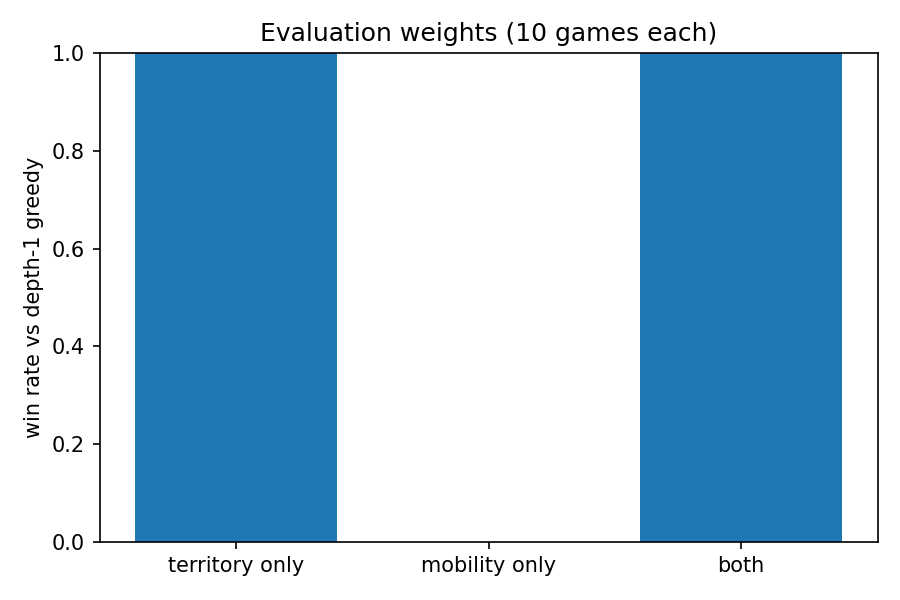 Evaluation weights (10 games each)
win rate vs depth-1 greedy
1.0
0.8
0.6
0.4
0.2
0.0
territory only
mobility only
both